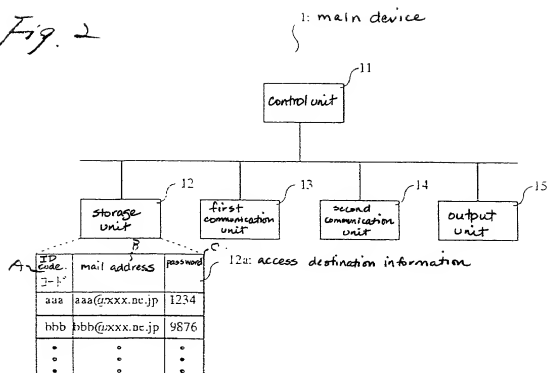 Fig. 2
1: main device
11
control unit
12
13
14
15
storage unit
first communication unit
second communication unit
output unit
A
B
C
ID code.
コード
mail address
password
12a: access destination information
aaa aaa@xxx.ne.jp 1234
bbb bbb@xxx.ne.jp 9876